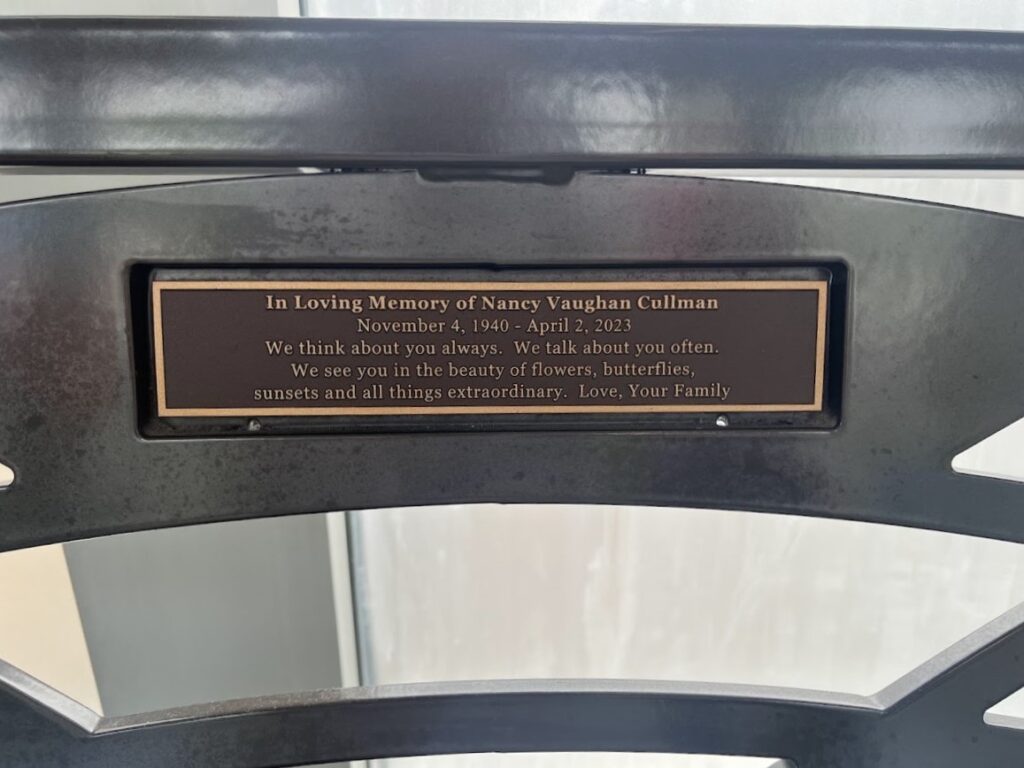 In Loving Memory of Nancy Vaughan Cullman
November 4, 1940 - April 2, 2023
We think about you always. We talk about you often.
We see you in the beauty of flowers, butterflies,
sunsets and all things extraordinary. Love, Your Family